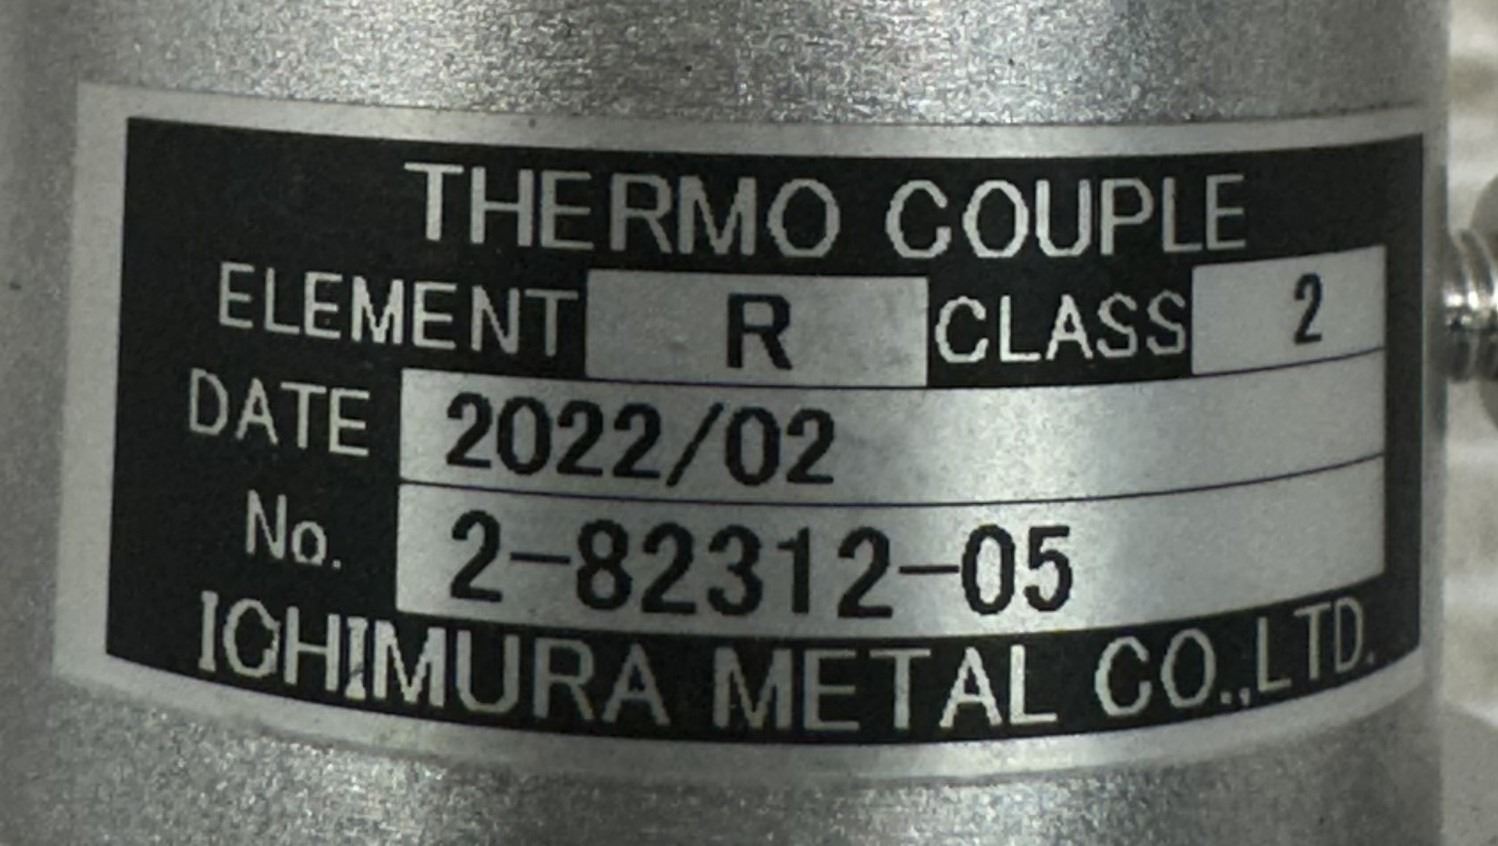 THERMO COUPLE
ELEMENT R CLASS 2
DATE 2022/02
No. 2-82312-05
ICHIMURA METAL CO.,LTD.